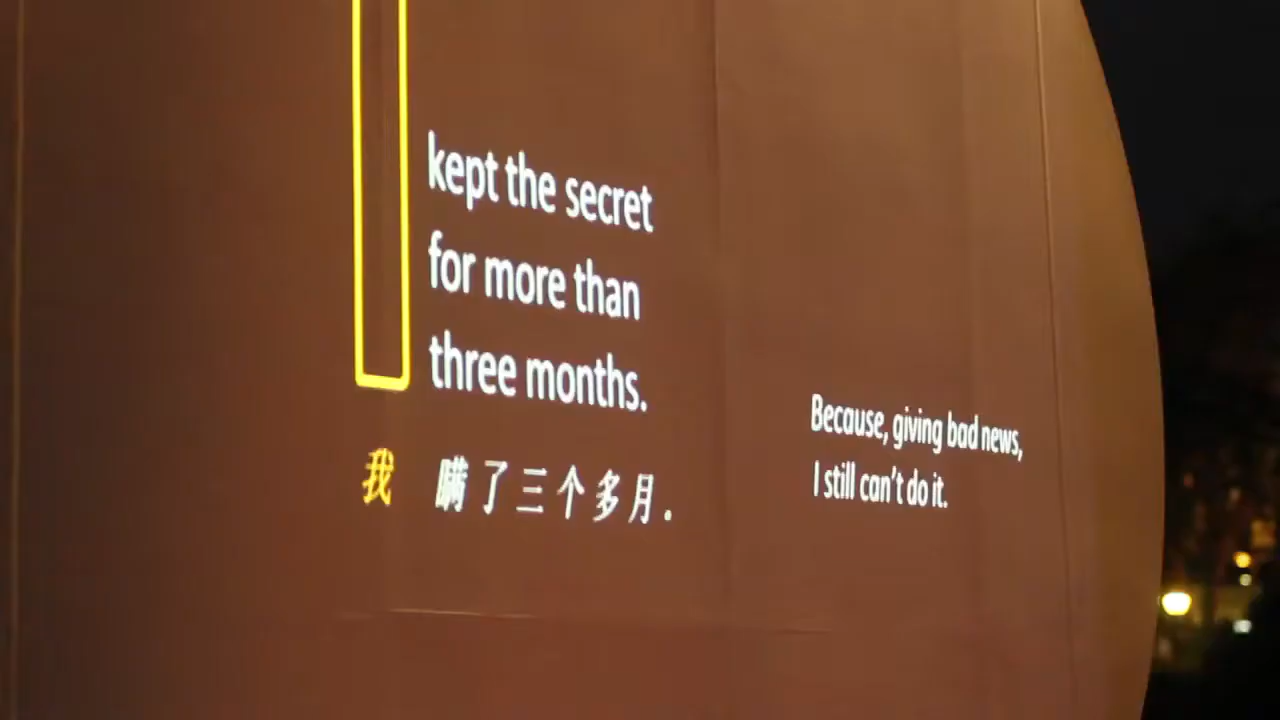 kept the secret
for more than
three months.
我 瞒了三个多月.
Because, giving bad news,
I still can't do it.